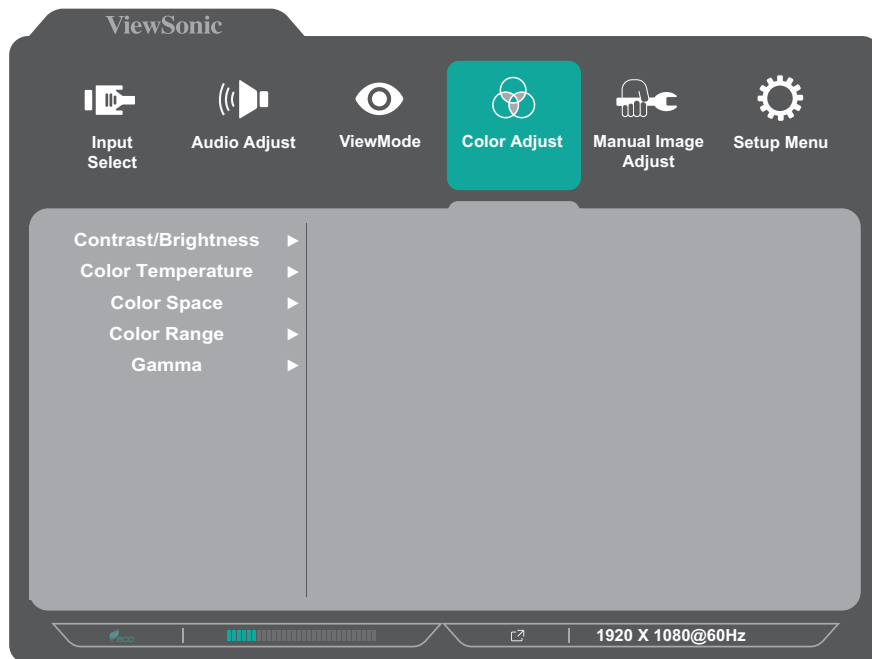 ViewSonic
Input
Select
Audio Adjust
ViewMode
Color Adjust
Manual Image
Adjust
Setup Menu
Contrast/Brightness
Color Temperature
Color Space
Color Range
Gamma
eco
1920 X 1080@60Hz